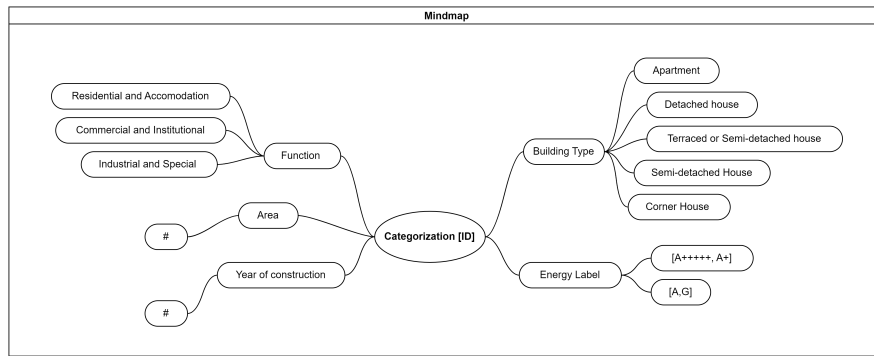 Mindmap
Residential and Accomodation
Commercial and Institutional
Industrial and Special
Function
Area
#
Year of construction
#
Categorization [ID]
Building Type
Apartment
Detached house
Terraced or Semi-detached house
Semi-detached House
Corner House
Energy Label
[A+++++, A+]
[A,G]